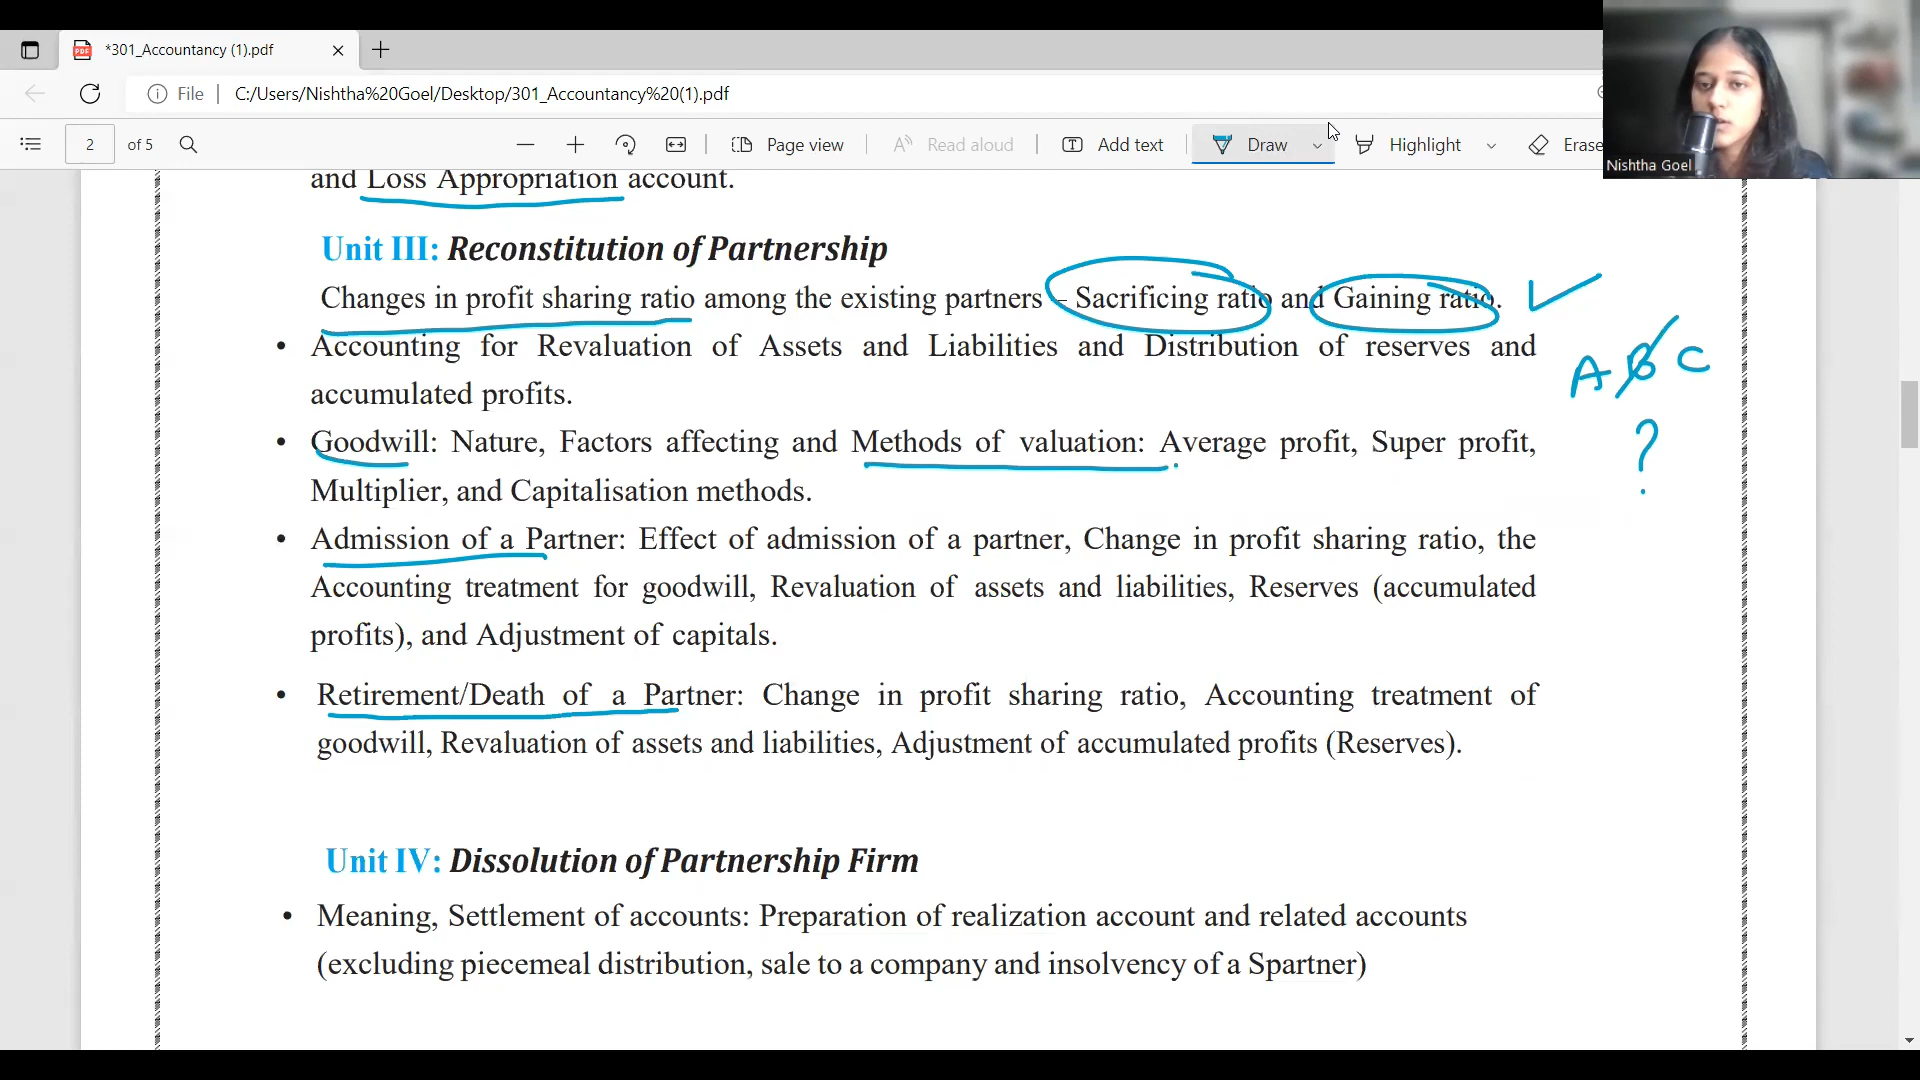 *301_Accountancy (1).pdf
File
C:/Users/Nishtha%20Goel/Desktop/301_Accountancy%20(1).pdf
2 of 5
Page view
Read aloud
Add text
Draw
Highlight
Erase
Nishtha Goel
and Loss Appropriation account.
Unit III: Reconstitution of Partnership
Changes in profit sharing ratio among the existing partners – Sacrificing ratio and Gaining ratio.
• Accounting for Revaluation of Assets and Liabilities and Distribution of reserves and
accumulated profits.
A B C
?
• Goodwill: Nature, Factors affecting and Methods of valuation: Average profit, Super profit,
Multiplier, and Capitalisation methods.
• Admission of a Partner: Effect of admission of a partner, Change in profit sharing ratio, the
Accounting treatment for goodwill, Revaluation of assets and liabilities, Reserves (accumulated
profits), and Adjustment of capitals.
• Retirement/Death of a Partner: Change in profit sharing ratio, Accounting treatment of
goodwill, Revaluation of assets and liabilities, Adjustment of accumulated profits (Reserves).
Unit IV: Dissolution of Partnership Firm
• Meaning, Settlement of accounts: Preparation of realization account and related accounts
(excluding piecemeal distribution, sale to a company and insolvency of a Spartner)